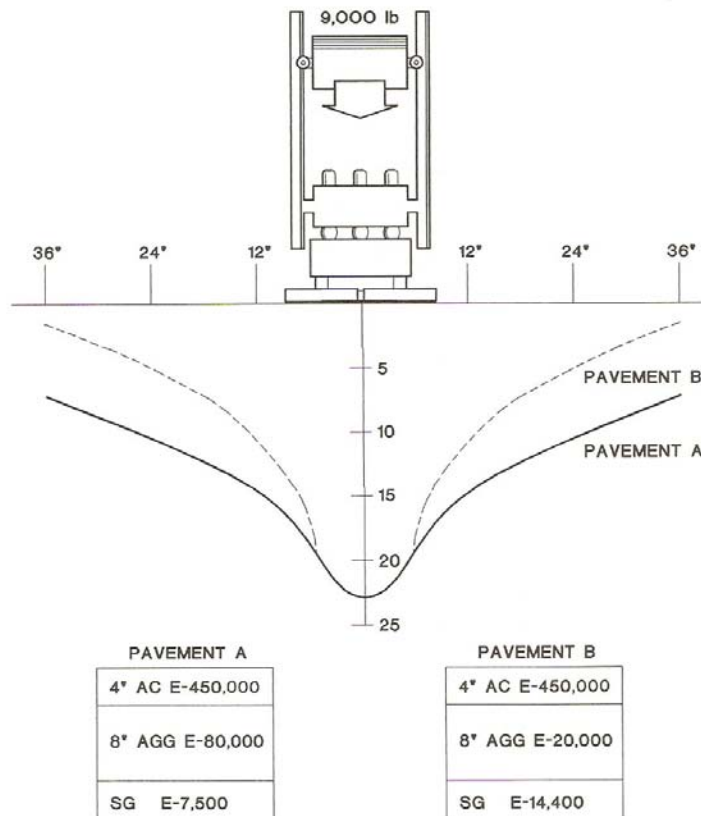 9,000 lb
36" 24" 12" 12" 24" 36"
5
PAVEMENT B
10
PAVEMENT A
15
20
25
PAVEMENT A
4" AC E-450,000
8" AGG E-80,000
SG E-7,500
PAVEMENT B
4" AC E-450,000
8" AGG E-20,000
SG E-14,400